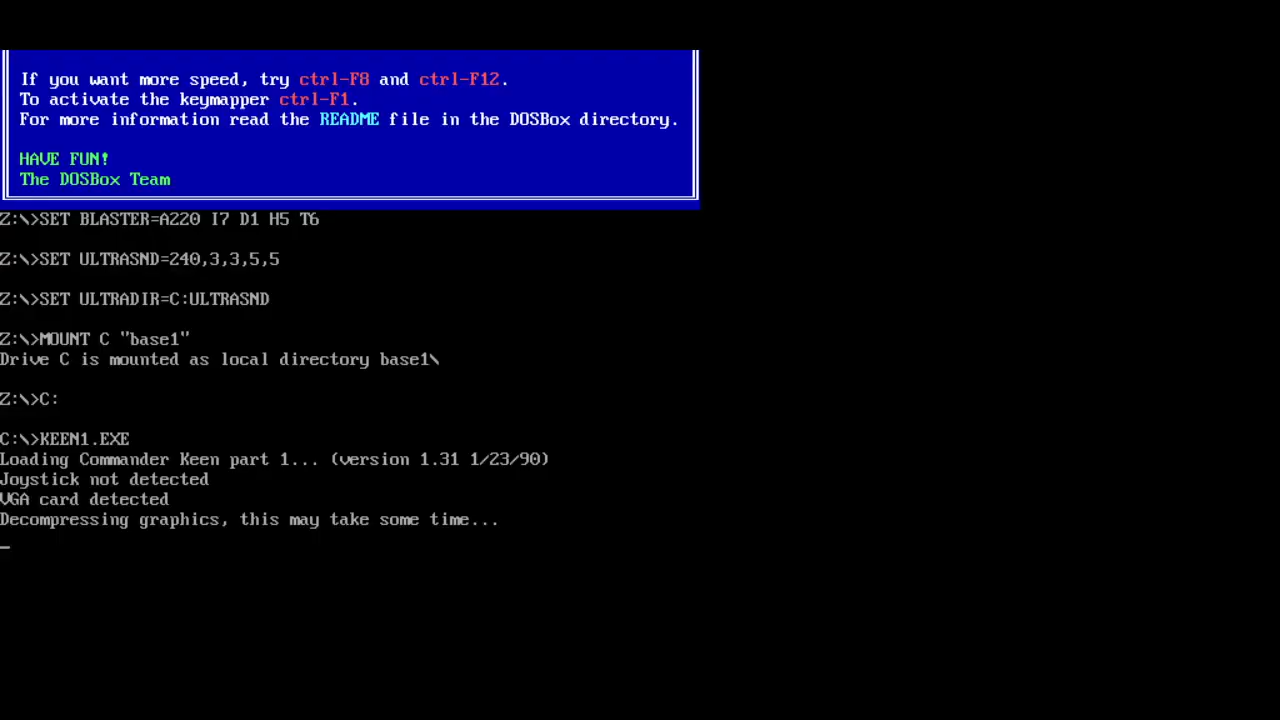 If you want more speed, try ctrl-F8 and ctrl-F12.
To activate the keymapper ctrl-F1.
For more information read the README file in the DOSBox directory.
HAVE FUN!
The DOSBox Team
Z:\>SET BLASTER=A220 I7 D1 H5 T6
Z:\>SET ULTRASND=240,3,3,5,5
Z:\>SET ULTRADIR=C:ULTRASND
Z:\>MOUNT C "base1"
Drive C is mounted as local directory base1\
Z:\>C:
C:\>KEEN1.EXE
Loading Commander Keen part 1... (version 1.31 1/23/90)
Joystick not detected
VGA card detected
Decompressing graphics, this may take some time...
_